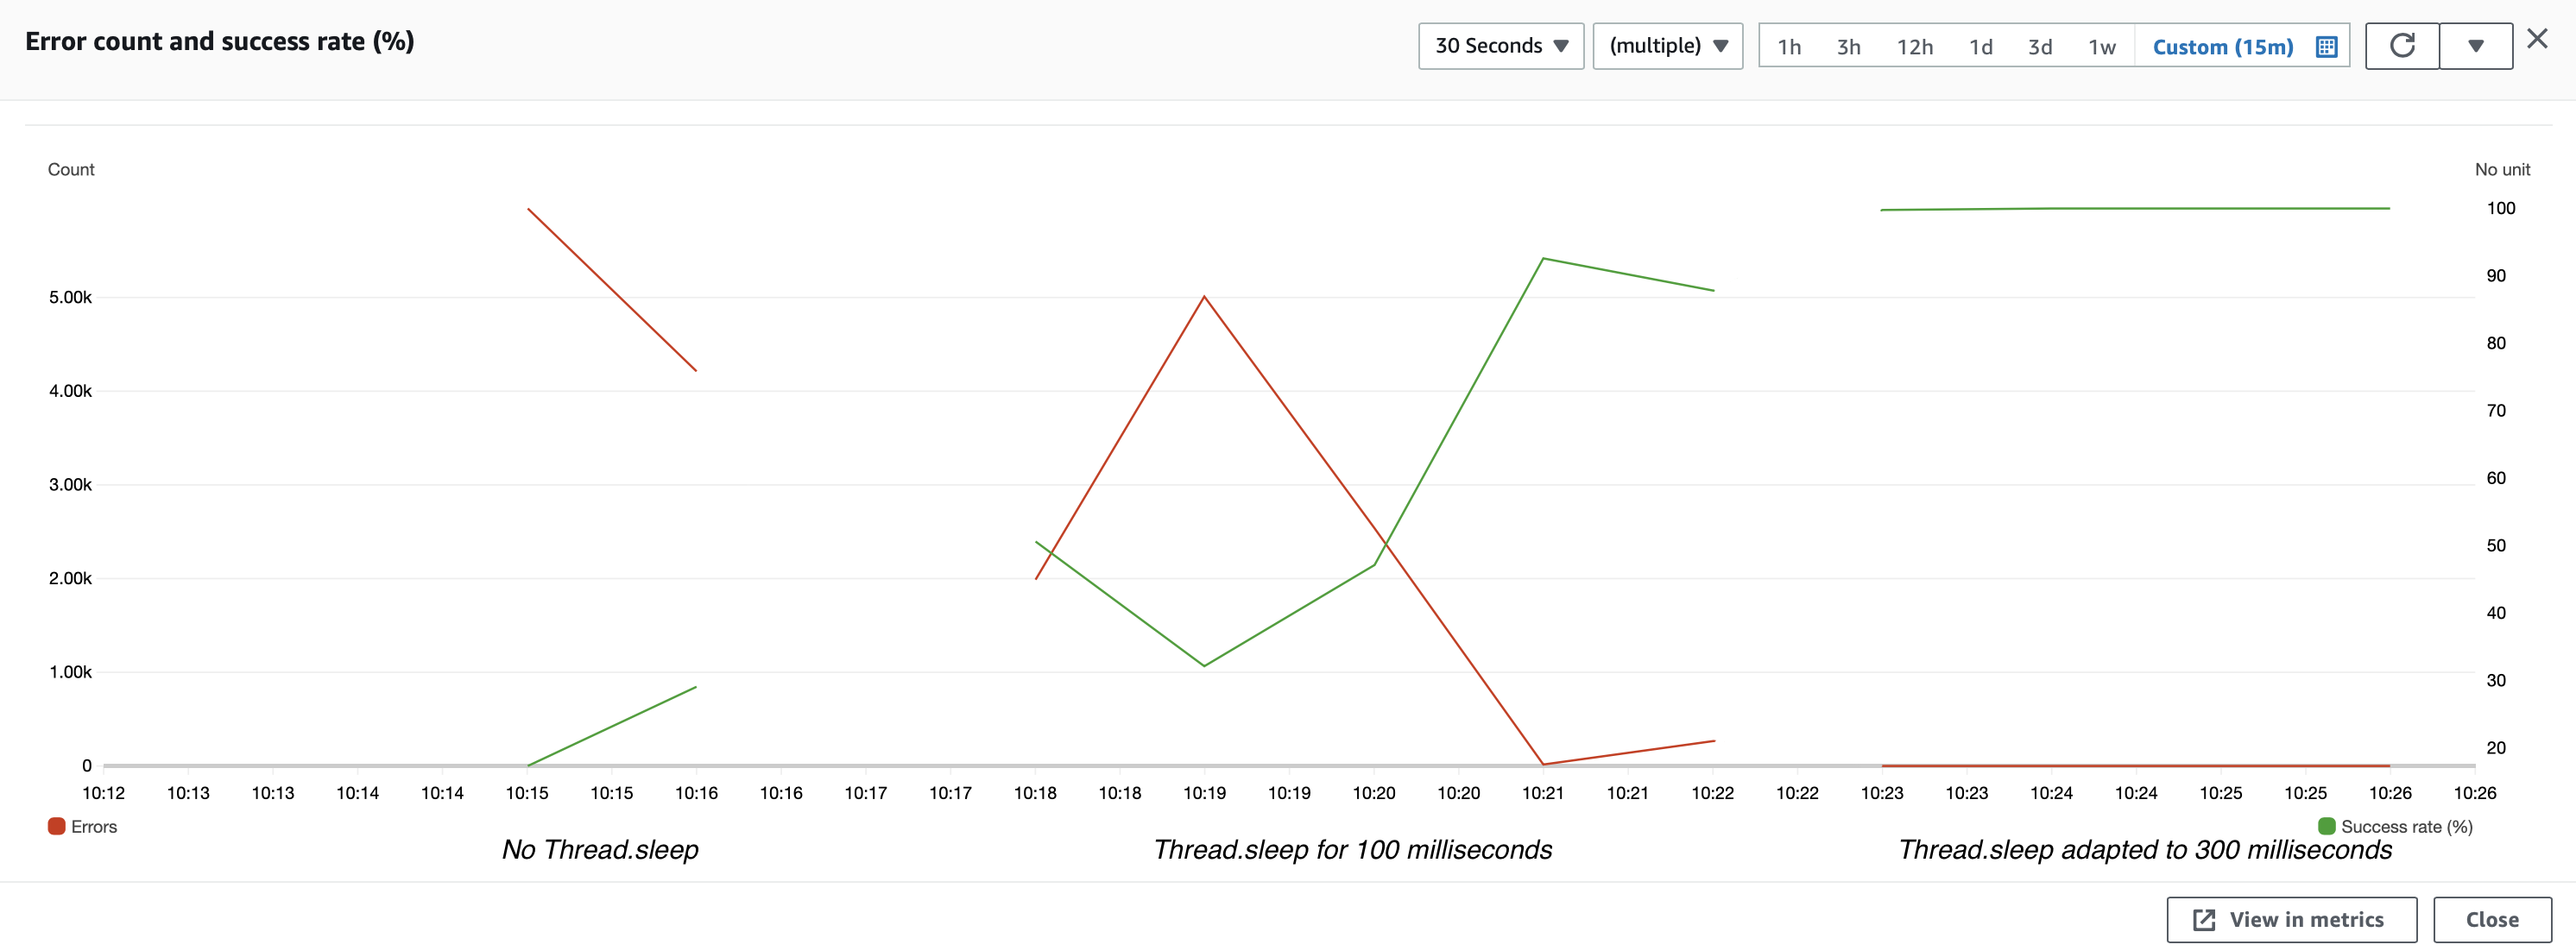 Error count and success rate (%)
30 Seconds
(multiple)
1h 3h 12h 1d 3d 1w Custom (15m)
Count
No unit
100
90
5.00k
80
4.00k
70
3.00k
60
50
2.00k
40
1.00k
30
20
0
10:12 10:13 10:13 10:14 10:14 10:15 10:15 10:16 10:16 10:17 10:17 10:18 10:18 10:19 10:19 10:20 10:20 10:21 10:21 10:22 10:22 10:23 10:23 10:24 10:24 10:25 10:25 10:26 10:26
Errors
Success rate (%)
No Thread.sleep
Thread.sleep for 100 milliseconds
Thread.sleep adapted to 300 milliseconds
View in metrics
Close